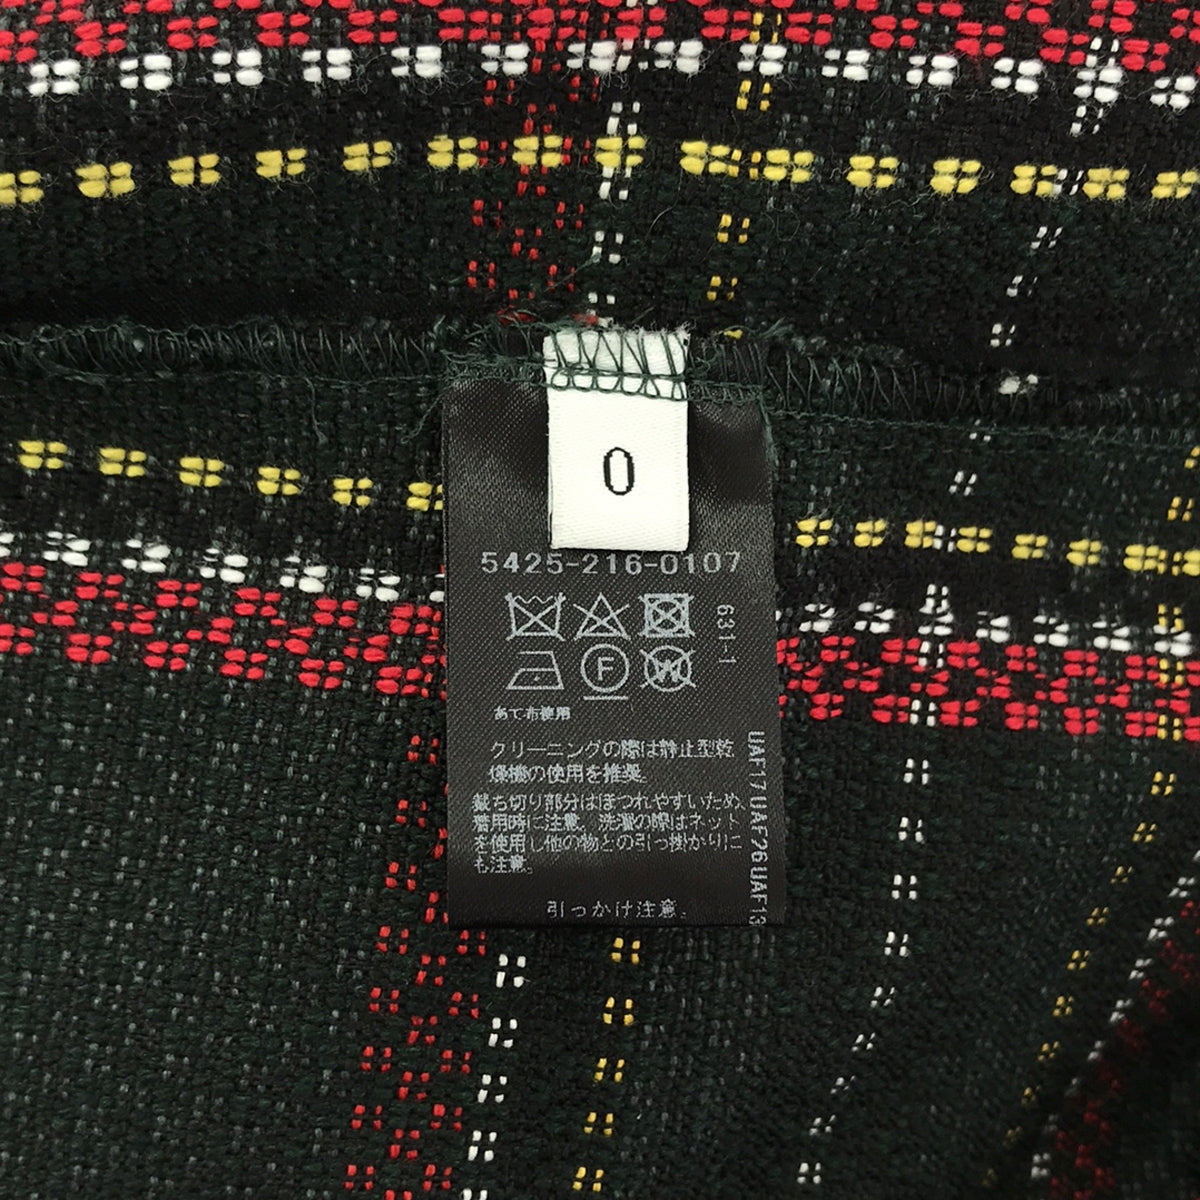 0
5425-216-0107
631-1
F
W
あて布使用
クリーニングの際は静止型乾
燥機の使用を推奨。
裁ち切り部分はほつれやすいため、
着用時に注意。洗濯の際はネット
を使用し他の物との引っ掛かりに
も注意。
引っかけ注意。
UAF17UAF26UAF13